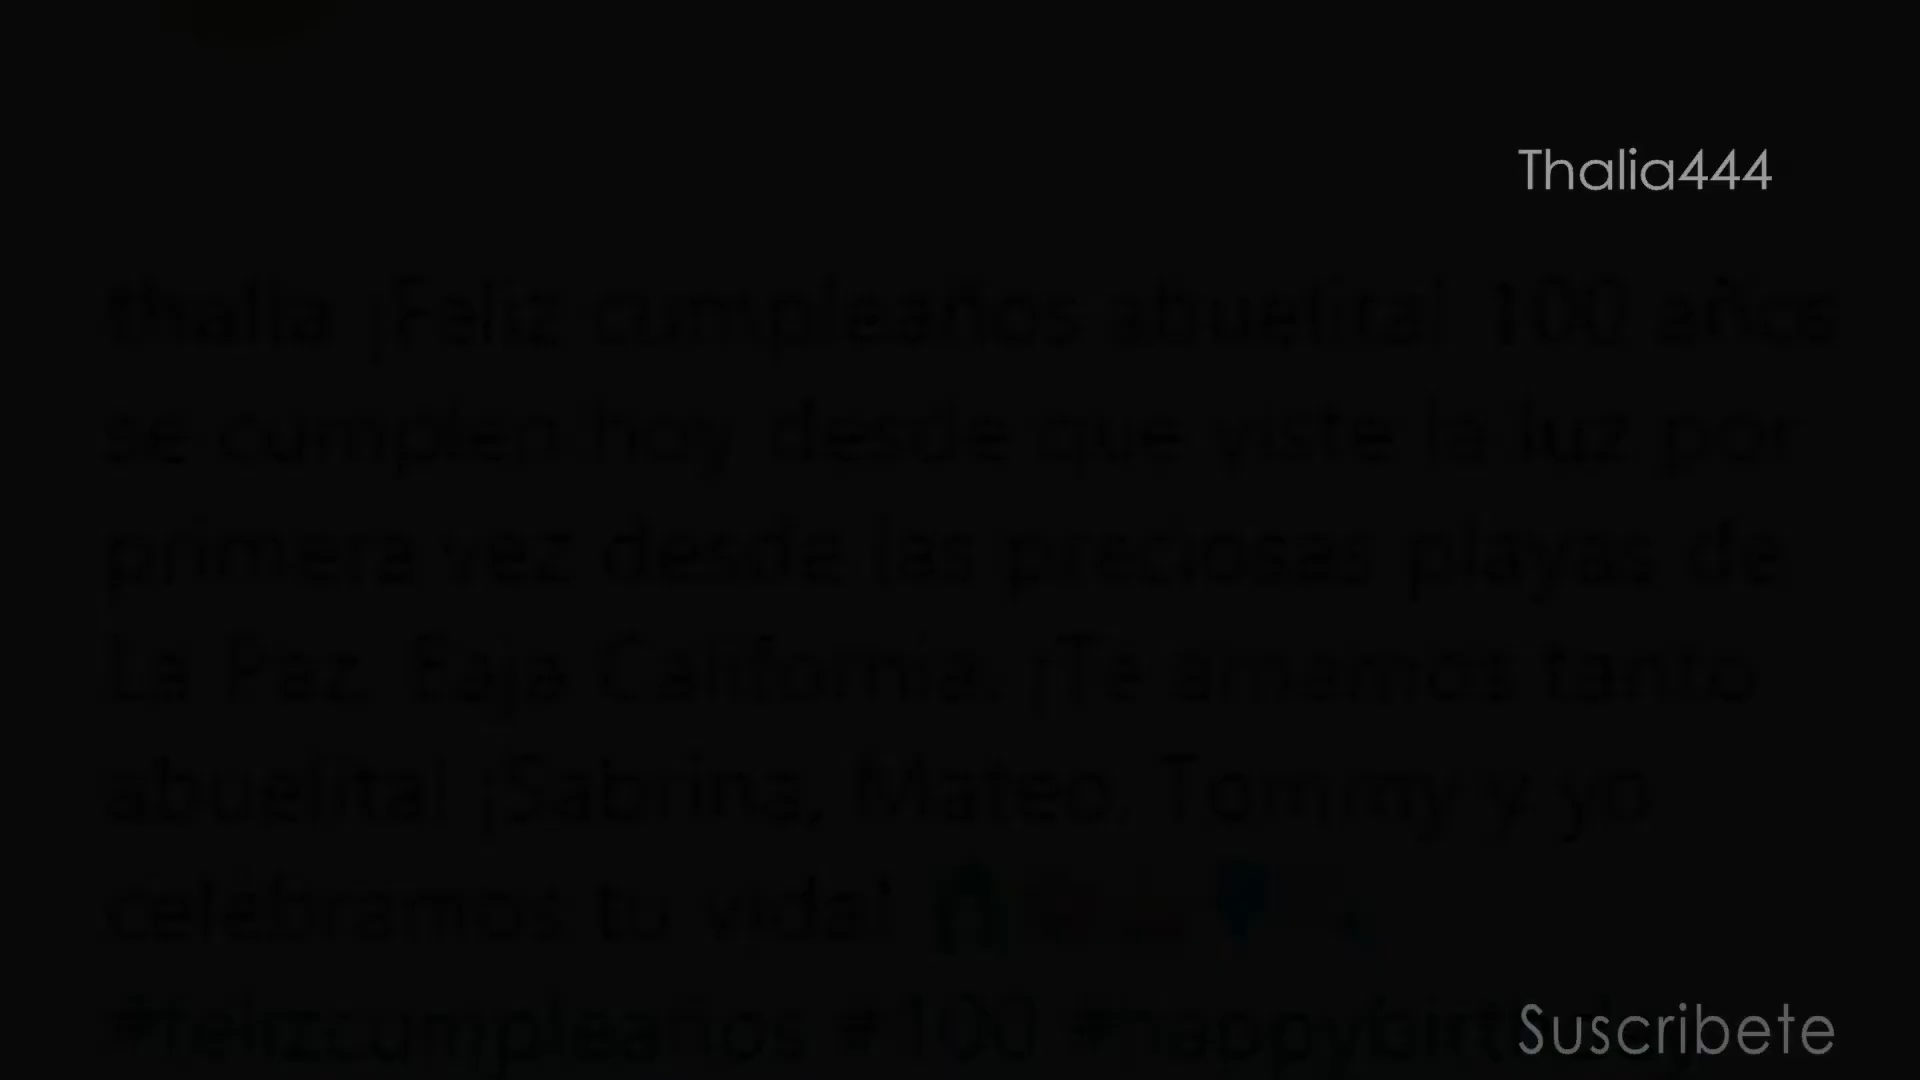 Thalia444
thalia ¡Feliz cumpleaños abuelita! 100 años
se cumplen hoy desde que viste la luz por
primera vez desde las preciosas playas de
La Paz, Baja California. ¡Te amamos tanto
abuelita! ¡Sabrina, Mateo, Tommy y yo
celebramos tu vida!
#felizcumpleaños #100
Suscribete